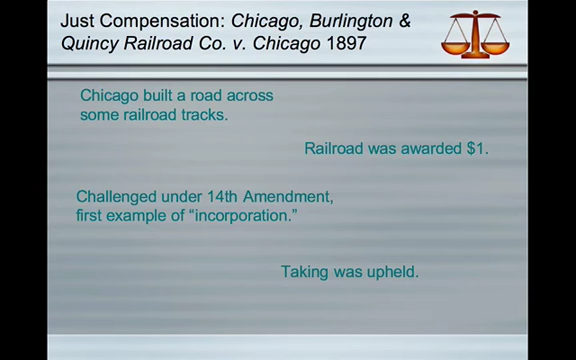 Just Compensation: Chicago, Burlington &
Quincy Railroad Co. v. Chicago 1897
Chicago built a road across
some railroad tracks.
Railroad was awarded $1.
Challenged under 14th Amendment,
first example of “incorporation.”
Taking was upheld.